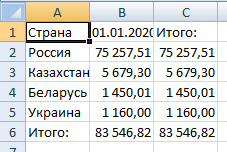 A B C
1 Страна 01.01.2020 Итого:
2 Россия 75 257,51 75 257,51
3 Казахстан 5 679,30 5 679,30
4 Беларусь 1 450,01 1 450,01
5 Украина 1 160,00 1 160,00
6 Итого: 83 546,82 83 546,82